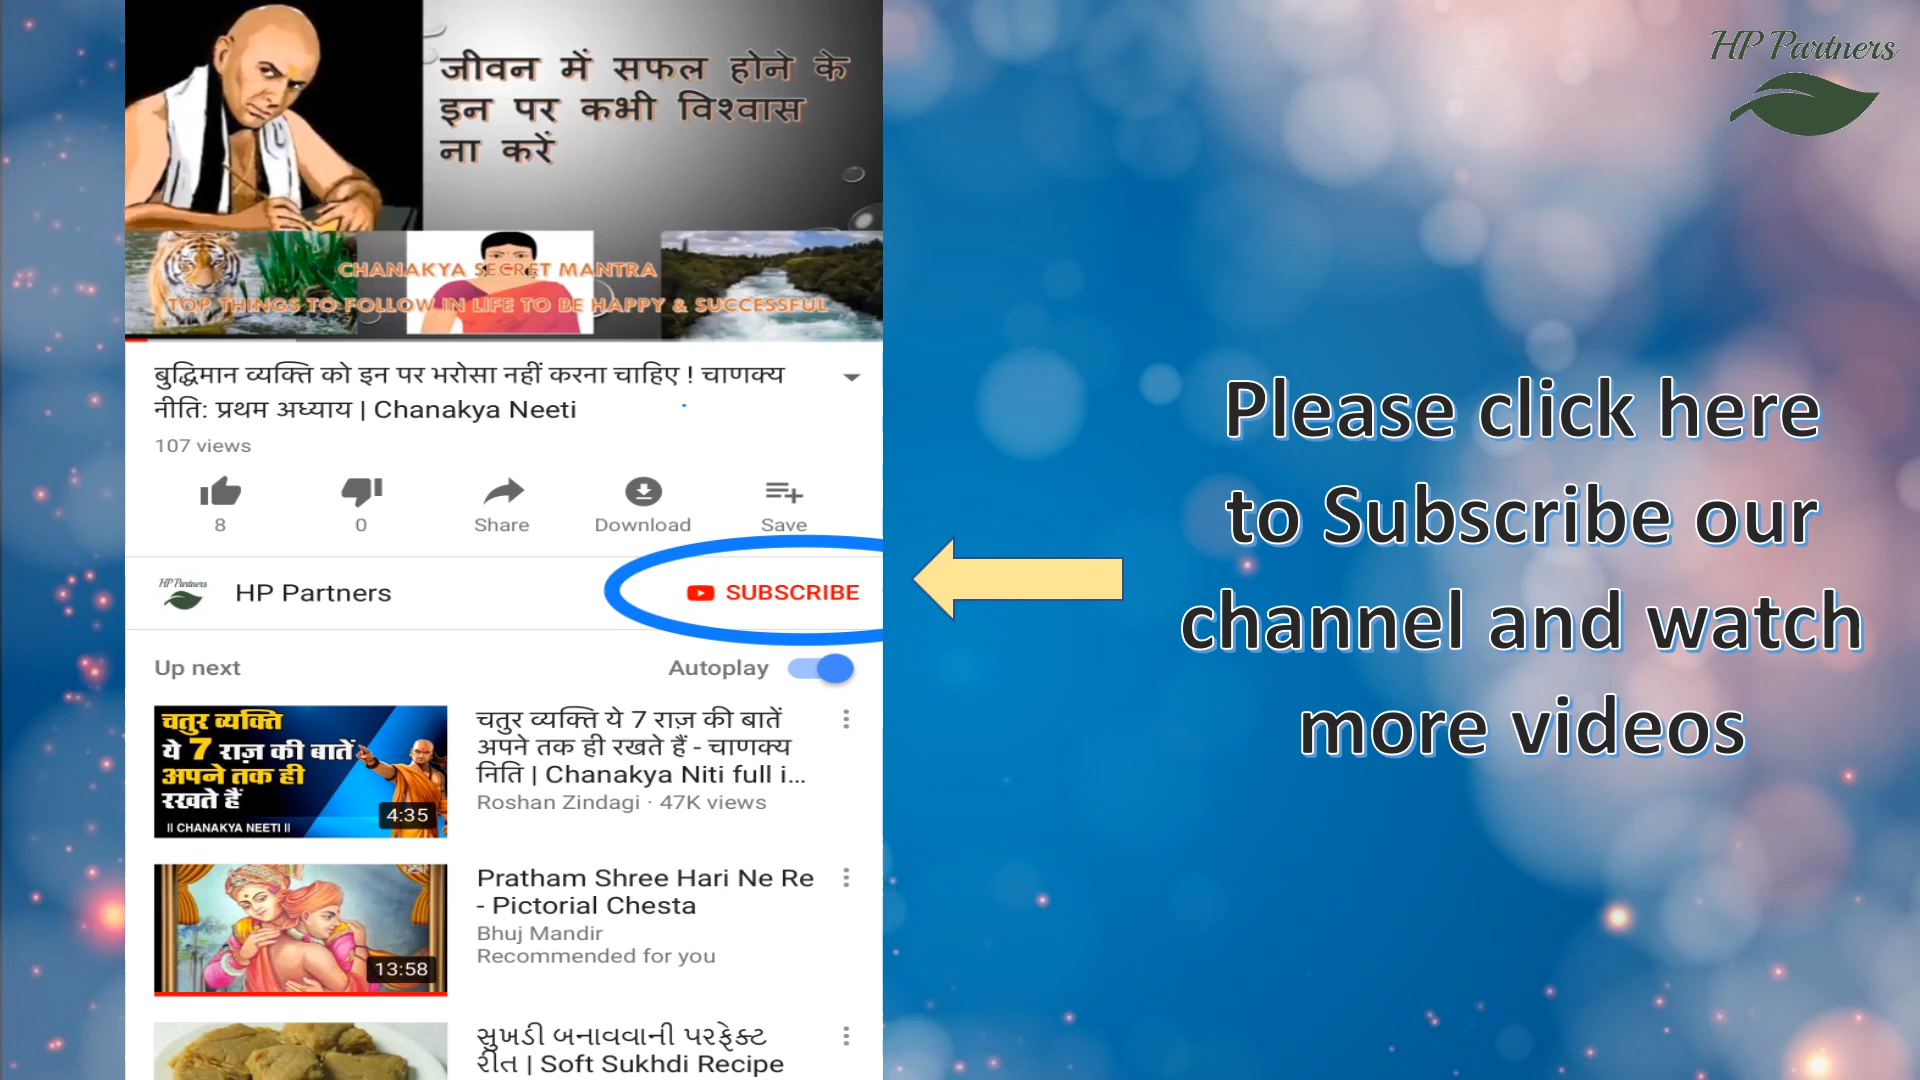 जीवन में सफल होने के
इन पर कभी विश्वास
ना करें
CHANAKYA SECRET MANTRA
TOP THINGS TO FOLLOW IN LIFE TO BE HAPPY & SUCCESSFUL
बुद्धिमान व्यक्ति को इन पर भरोसा नहीं करना चाहिए ! चाणक्य
नीति: प्रथम अध्याय | Chanakya Neeti
107 views
8
0
Share
Download
Save
HP Partners
HP Partners
SUBSCRIBE
Up next
Autoplay
चतुर व्यक्ति
ये 7 राज़ की बातें
अपने तक ही
रखते हैं
|| CHANAKYA NEETI ||
4:35
चतुर व्यक्ति ये 7 राज़ की बातें
अपने तक ही रखते हैं - चाणक्य
निति | Chanakya Niti full i...
Roshan Zindagi · 47K views
13:58
Pratham Shree Hari Ne Re
- Pictorial Chesta
Bhuj Mandir
Recommended for you
સુખડી બનાવવાની પરફેક્ટ
રીત | Soft Sukhdi Recipe
HP Partners
Please click here
to Subscribe our
channel and watch
more videos